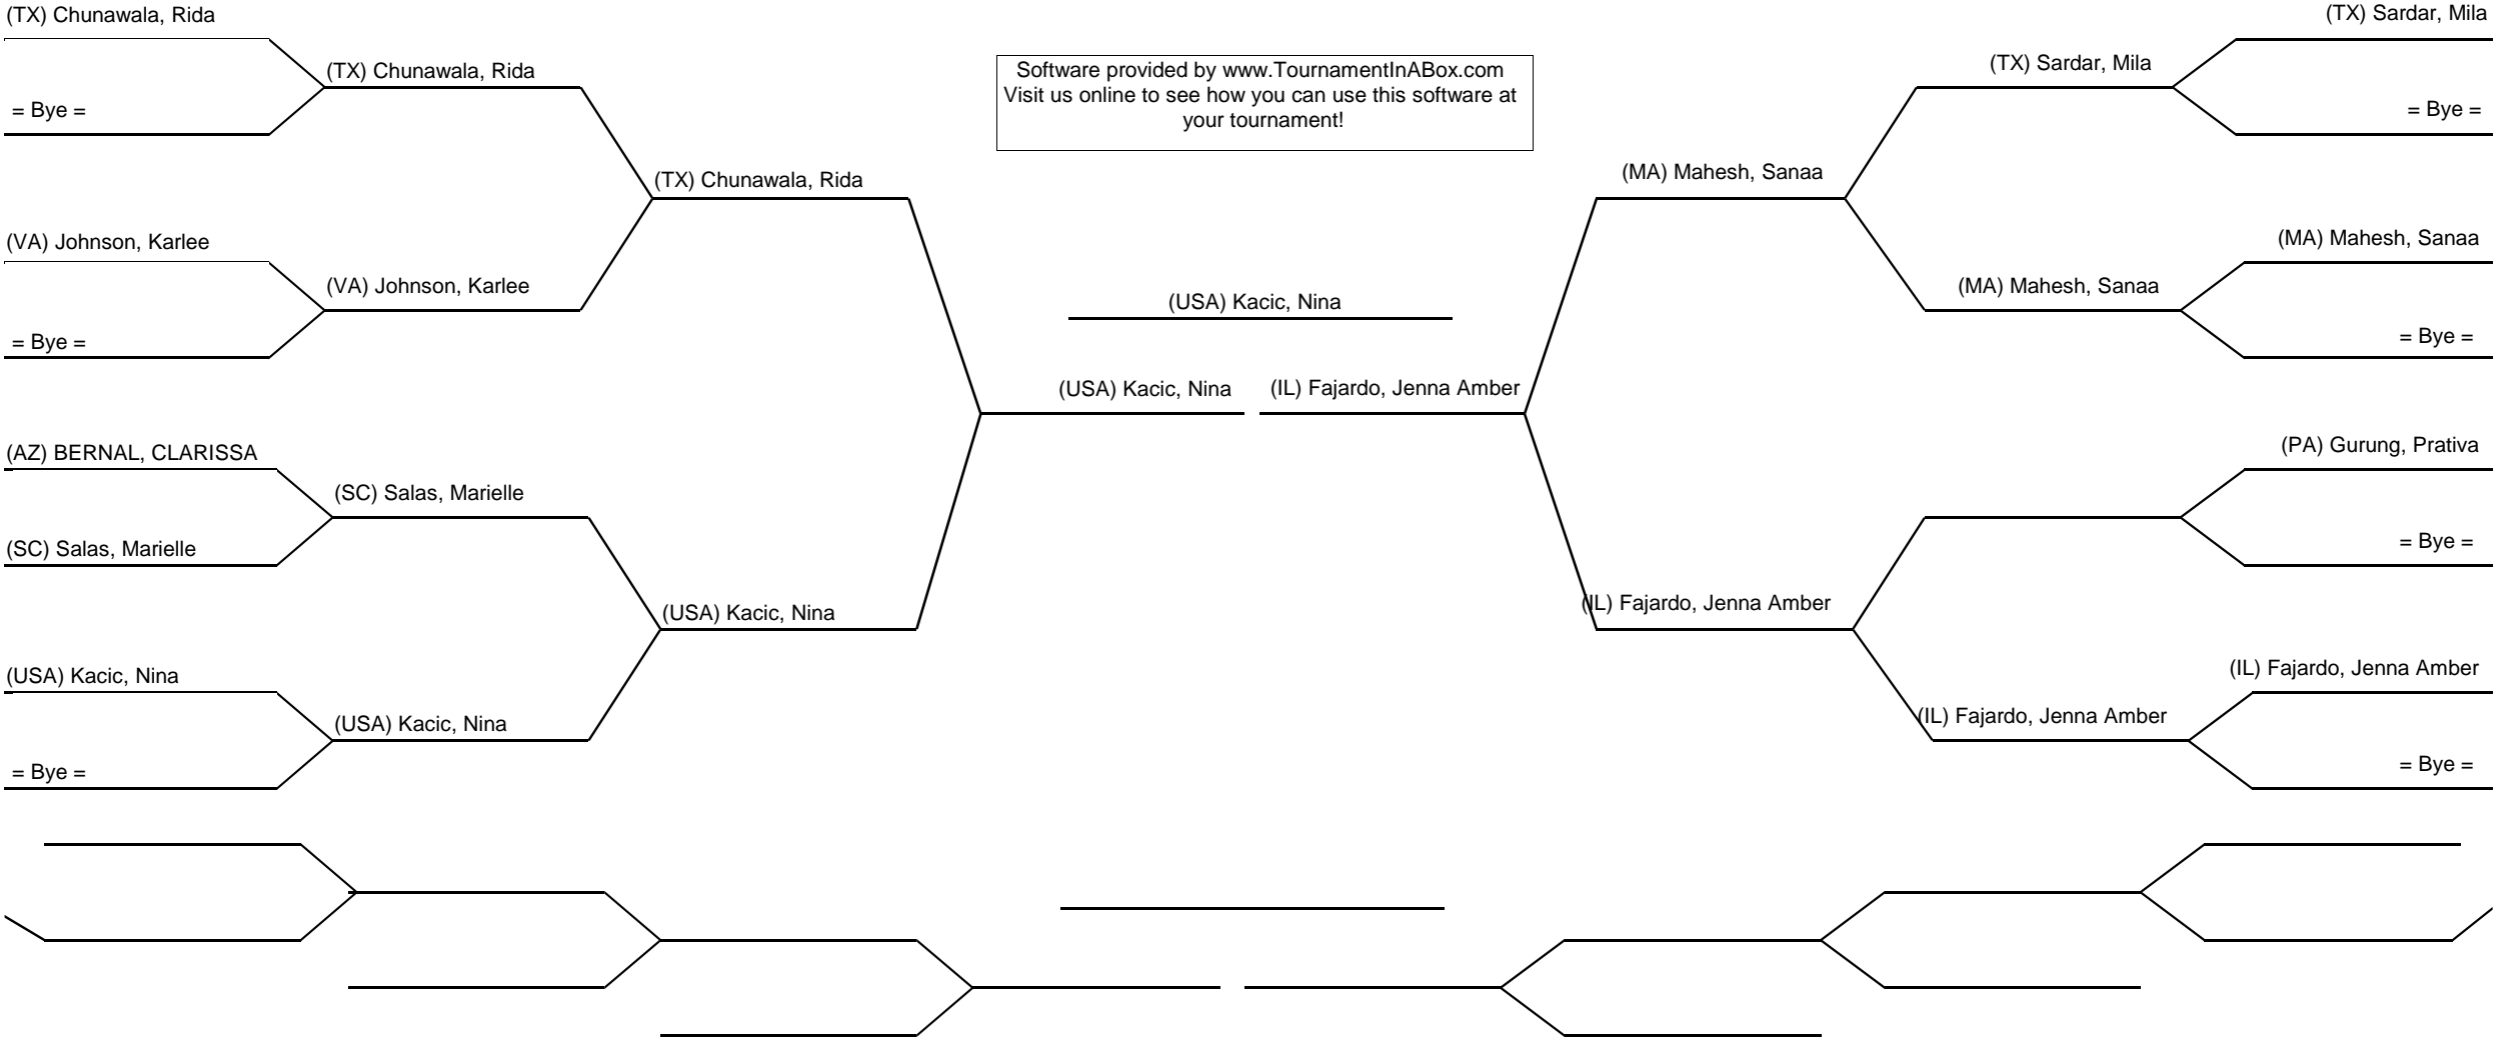 (TX) Chunawala, Rida
= Bye =
(VA) Johnson, Karlee
= Bye =
(AZ) BERNAL, CLARISSA
(SC) Salas, Marielle
(USA) Kacic, Nina
= Bye =
(TX) Chunawala, Rida
(VA) Johnson, Karlee
(SC) Salas, Marielle
(USA) Kacic, Nina
(TX) Chunawala, Rida
(USA) Kacic, Nina
Software provided by www.TournamentInABox.com
Visit us online to see how you can use this software at
your tournament!
(USA) Kacic, Nina
(USA) Kacic, Nina
(IL) Fajardo, Jenna Amber
(MA) Mahesh, Sanaa
(IL) Fajardo, Jenna Amber
(TX) Sardar, Mila
(MA) Mahesh, Sanaa
(IL) Fajardo, Jenna Amber
(TX) Sardar, Mila
= Bye =
(MA) Mahesh, Sanaa
= Bye =
(PA) Gurung, Prativa
= Bye =
(IL) Fajardo, Jenna Amber
= Bye =